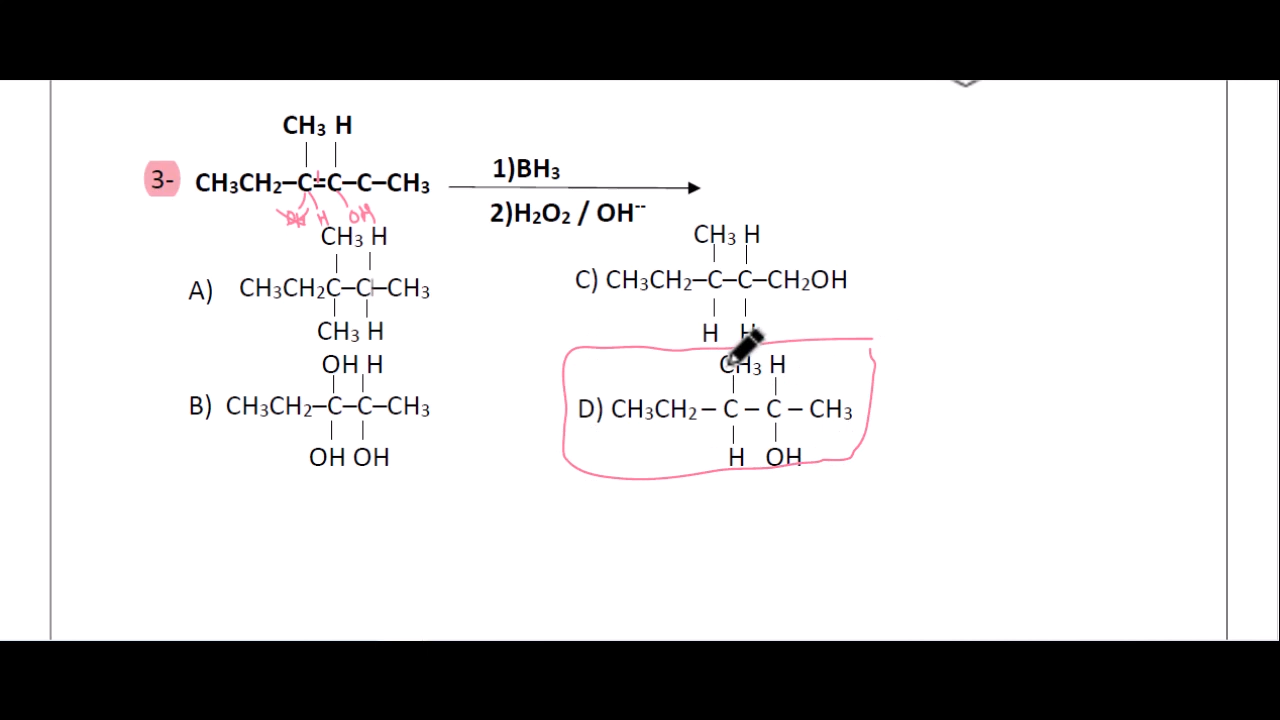 CH₃ H
3- CH₃CH₂–C=C–C–CH₃
1)BH₃
2)H₂O₂ / OH--
H OH
A) CH₃CH₂C–C–CH₃
CH₃ H
CH₃ H
B) CH₃CH₂–C–C–CH₃
OH H
OH OH
C) CH₃CH₂–C–C–CH₂OH
CH₃ H
H H
D) CH₃CH₂–C–C–CH₃
CH₃ H
H OH